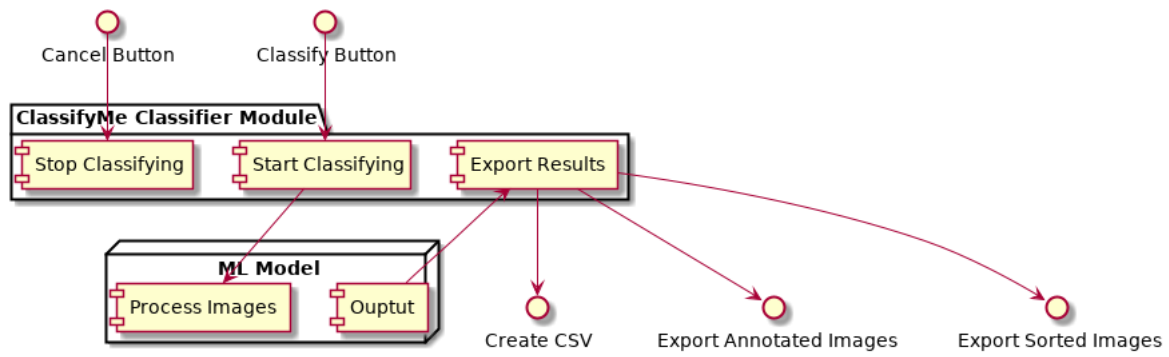 Cancel Button
Classify Button
ClassifyMe Classifier Module
Stop Classifying
Start Classifying
Export Results
ML Model
Process Images
Ouptut
Create CSV
Export Annotated Images
Export Sorted Images